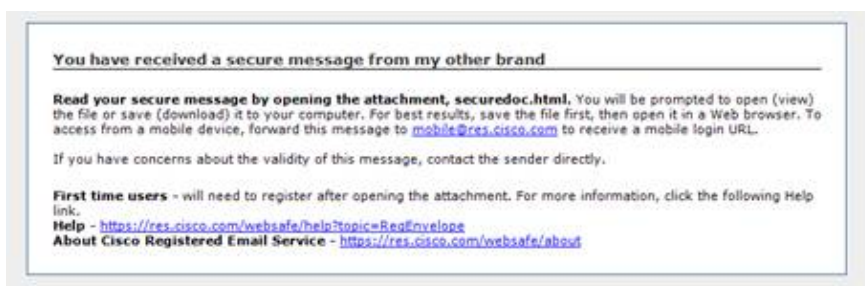 You have received a secure message from my other brand
Read your secure message by opening the attachment, securedoc.html. You will be prompted to open (view)
the file or save (download) it to your computer. For best results, save the file first, then open it in a Web browser. To
access from a mobile device, forward this message to mobile@res.cisco.com to receive a mobile login URL.
If you have concerns about the validity of this message, contact the sender directly.
First time users - will need to register after opening the attachment. For more information, click the following Help
link.
Help - https://res.cisco.com/websafe/help?topic=RegEnvelope
About Cisco Registered Email Service - https://res.cisco.com/websafe/about